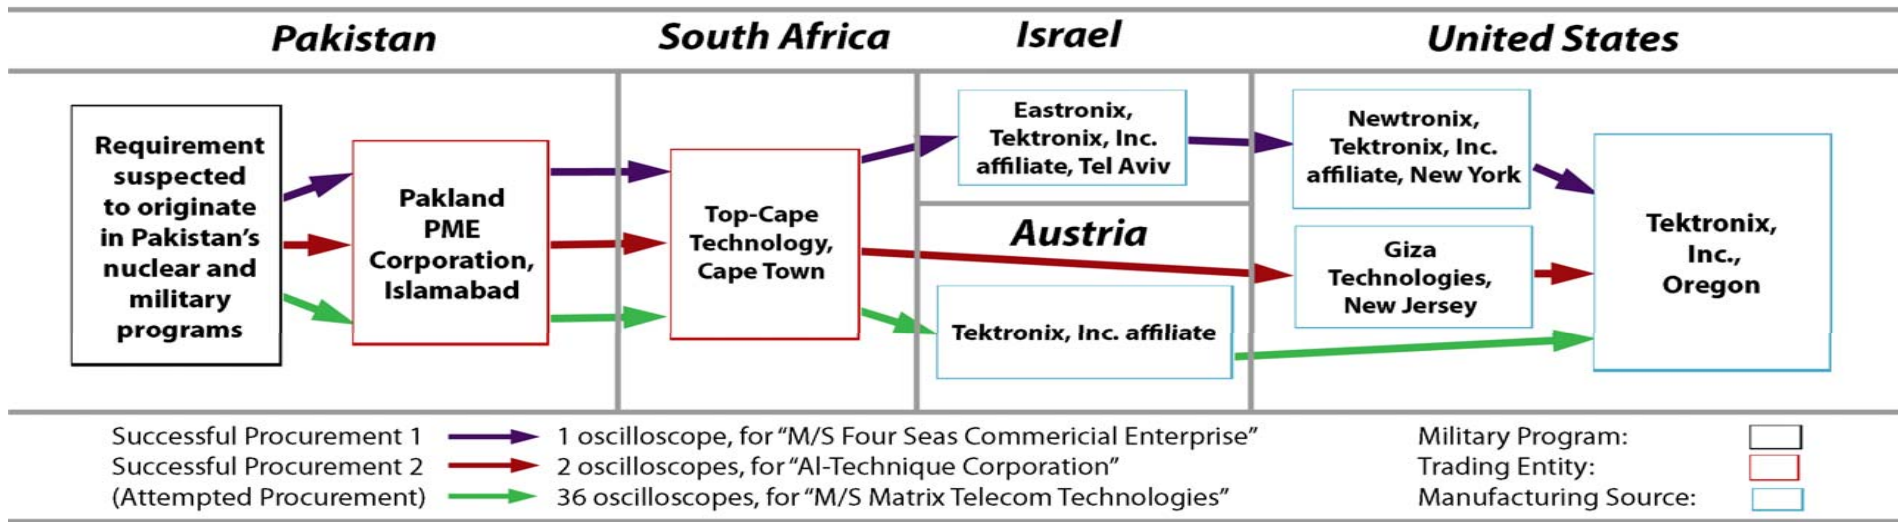 Pakistan
South Africa
Israel
United States
Requirement
suspected
to originate
in Pakistan's
nuclear and
military
programs
Pakland
PME
Corporation,
Islamabad
Top-Cape
Technology,
Cape Town
Eastronix,
Tektronix, Inc.
affiliate, Tel Aviv
Austria
Tektronix, Inc. affiliate
Newtronix,
Tektronix, Inc.
affiliate, New York
Giza
Technologies,
New Jersey
Tektronix,
Inc.,
Oregon
Successful Procurement 1 1 oscilloscope, for "M/S Four Seas Commericial Enterprise"
Successful Procurement 2 2 oscilloscopes, for "Al-Technique Corporation"
(Attempted Procurement) 36 oscilloscopes, for "M/S Matrix Telecom Technologies"
Military Program:
Trading Entity:
Manufacturing Source: